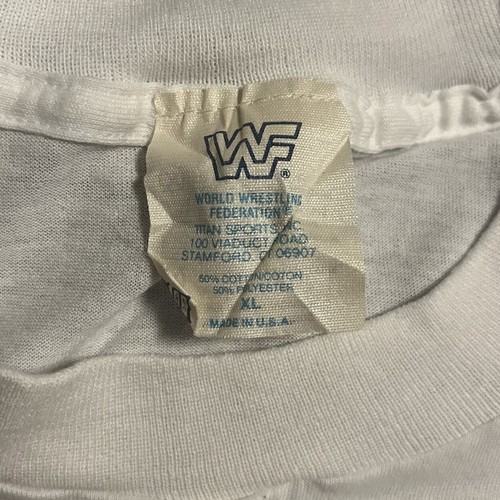 WF ®
WORLD WRESTLING
FEDERATION®
TITAN SPORTS INC.
100 VIADUCT ROAD
STAMFORD, CT 06907
50% COTTON/COTON
50% POLYESTER
XL
MADE IN U.S.A.